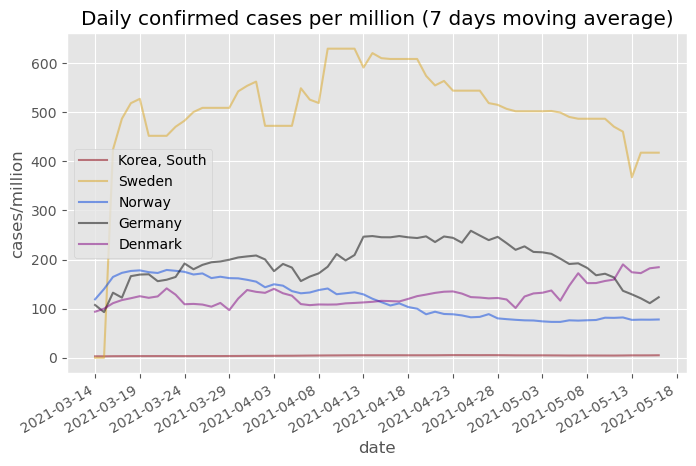 Daily confirmed cases per million (7 days moving average)
600
500
400
300
200
100
0
cases/million
Korea, South
Sweden
Norway
Germany
Denmark
2021-03-14
2021-03-19
2021-03-24
2021-03-29
2021-04-03
2021-04-08
2021-04-13
2021-04-18
2021-04-23
2021-04-28
2021-05-03
2021-05-08
2021-05-13
2021-05-18
date